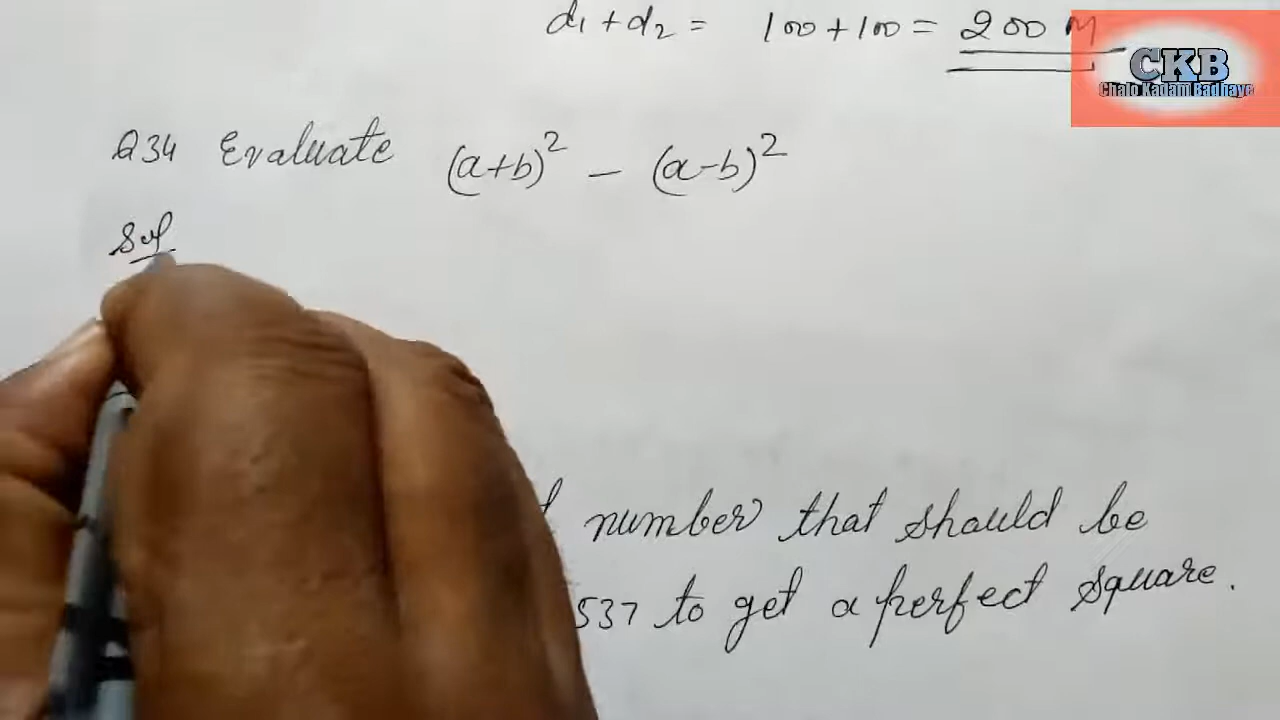 d₁ + d₂ = 100 + 100 = 200 M
CKB
Chalo Kadam Badhaye
Q34 Evaluate (a+b)² - (a-b)²
Sol
number that should be
537 to get a perfect square.